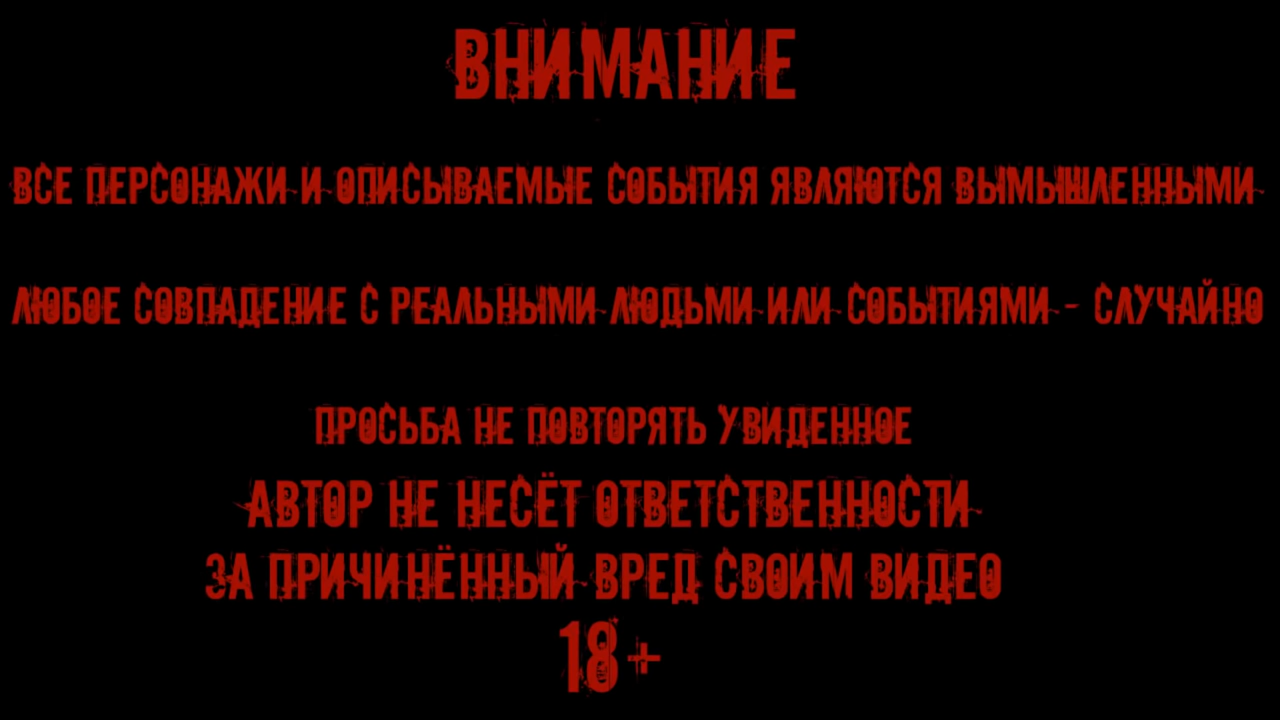 ВНИМАНИЕ
ВСЕ ПЕРСОНАЖИ И ОПИСЫВАЕМЫЕ СОБЫТИЯ ЯВЛЯЮТСЯ ВЫМЫШЛЕННЫМИ
ЛЮБОЕ СОВПАДЕНИЕ С РЕАЛЬНЫМИ ЛЮДЬМИ ИЛИ СОБЫТИЯМИ - СЛУЧАЙНО
ПРОСЬБА НЕ ПОВТОРЯТЬ УВИДЕННОЕ
АВТОР НЕ НЕСЁТ ОТВЕТСТВЕННОСТИ
ЗА ПРИЧИНЁННЫЙ ВРЕД СВОИМ ВИДЕО
18+